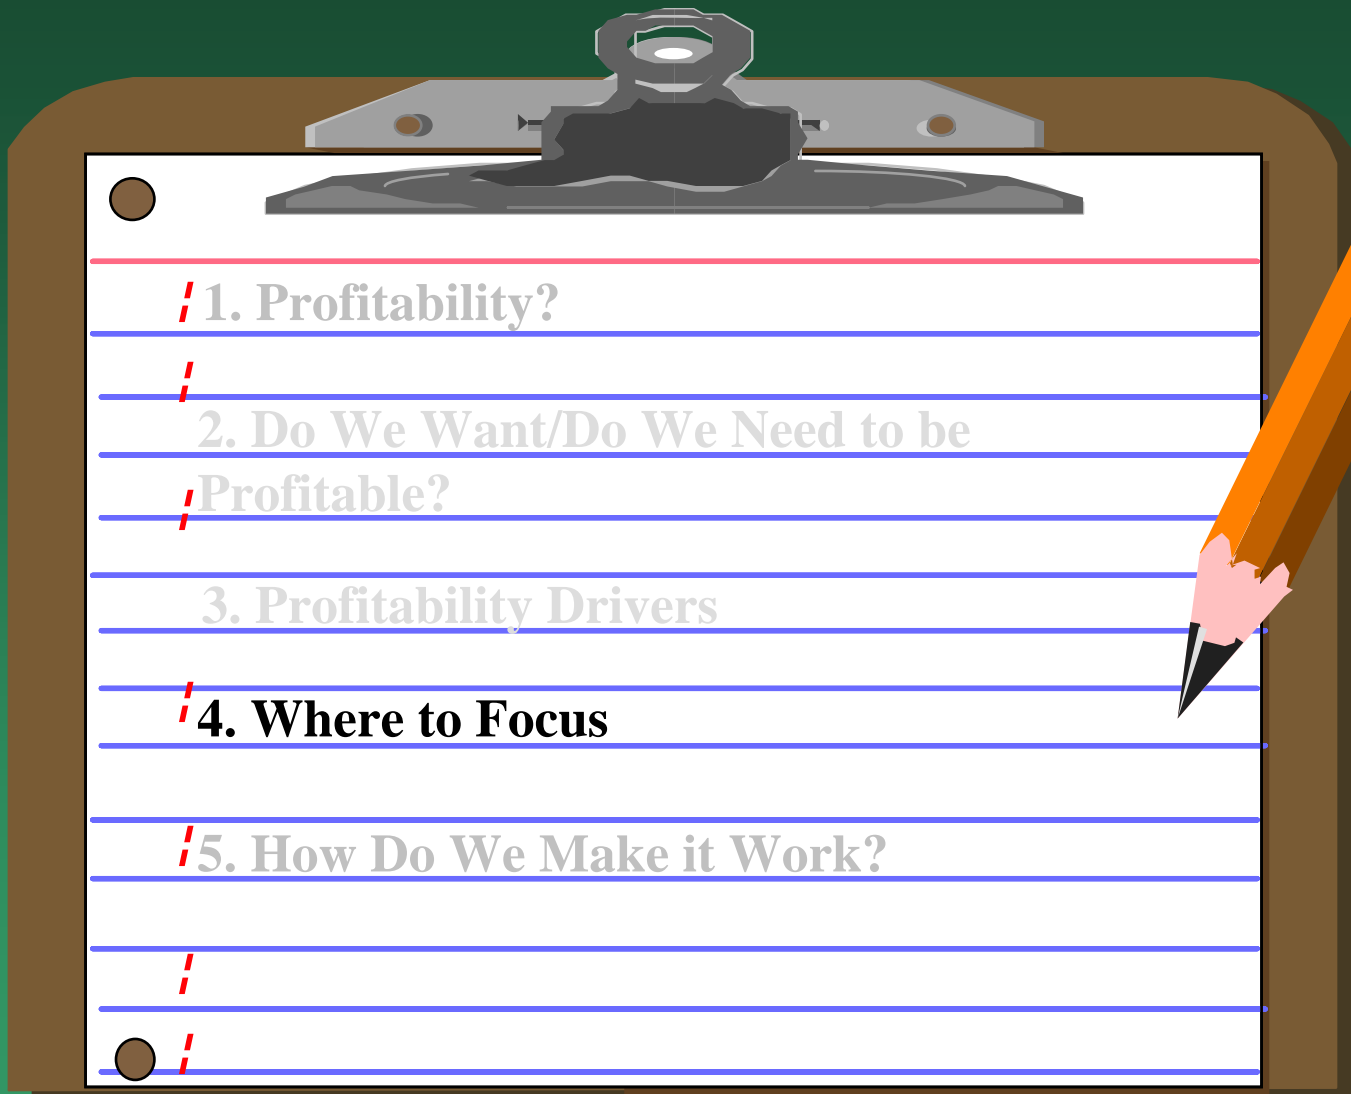 1. Profitability?
2. Do We Want/Do We Need to be
Profitable?
3. Profitability Drivers
4. Where to Focus
5. How Do We Make it Work?